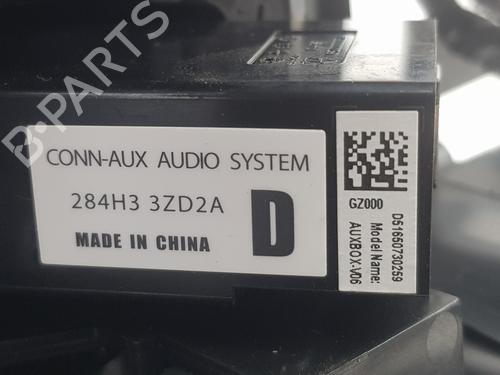 B-PARTS
CONN-AUX AUDIO SYSTEM
284H3 3ZD2A
D
MADE IN CHINA
GZ000
D51650730259
Model Name:
AUXBOX-V06